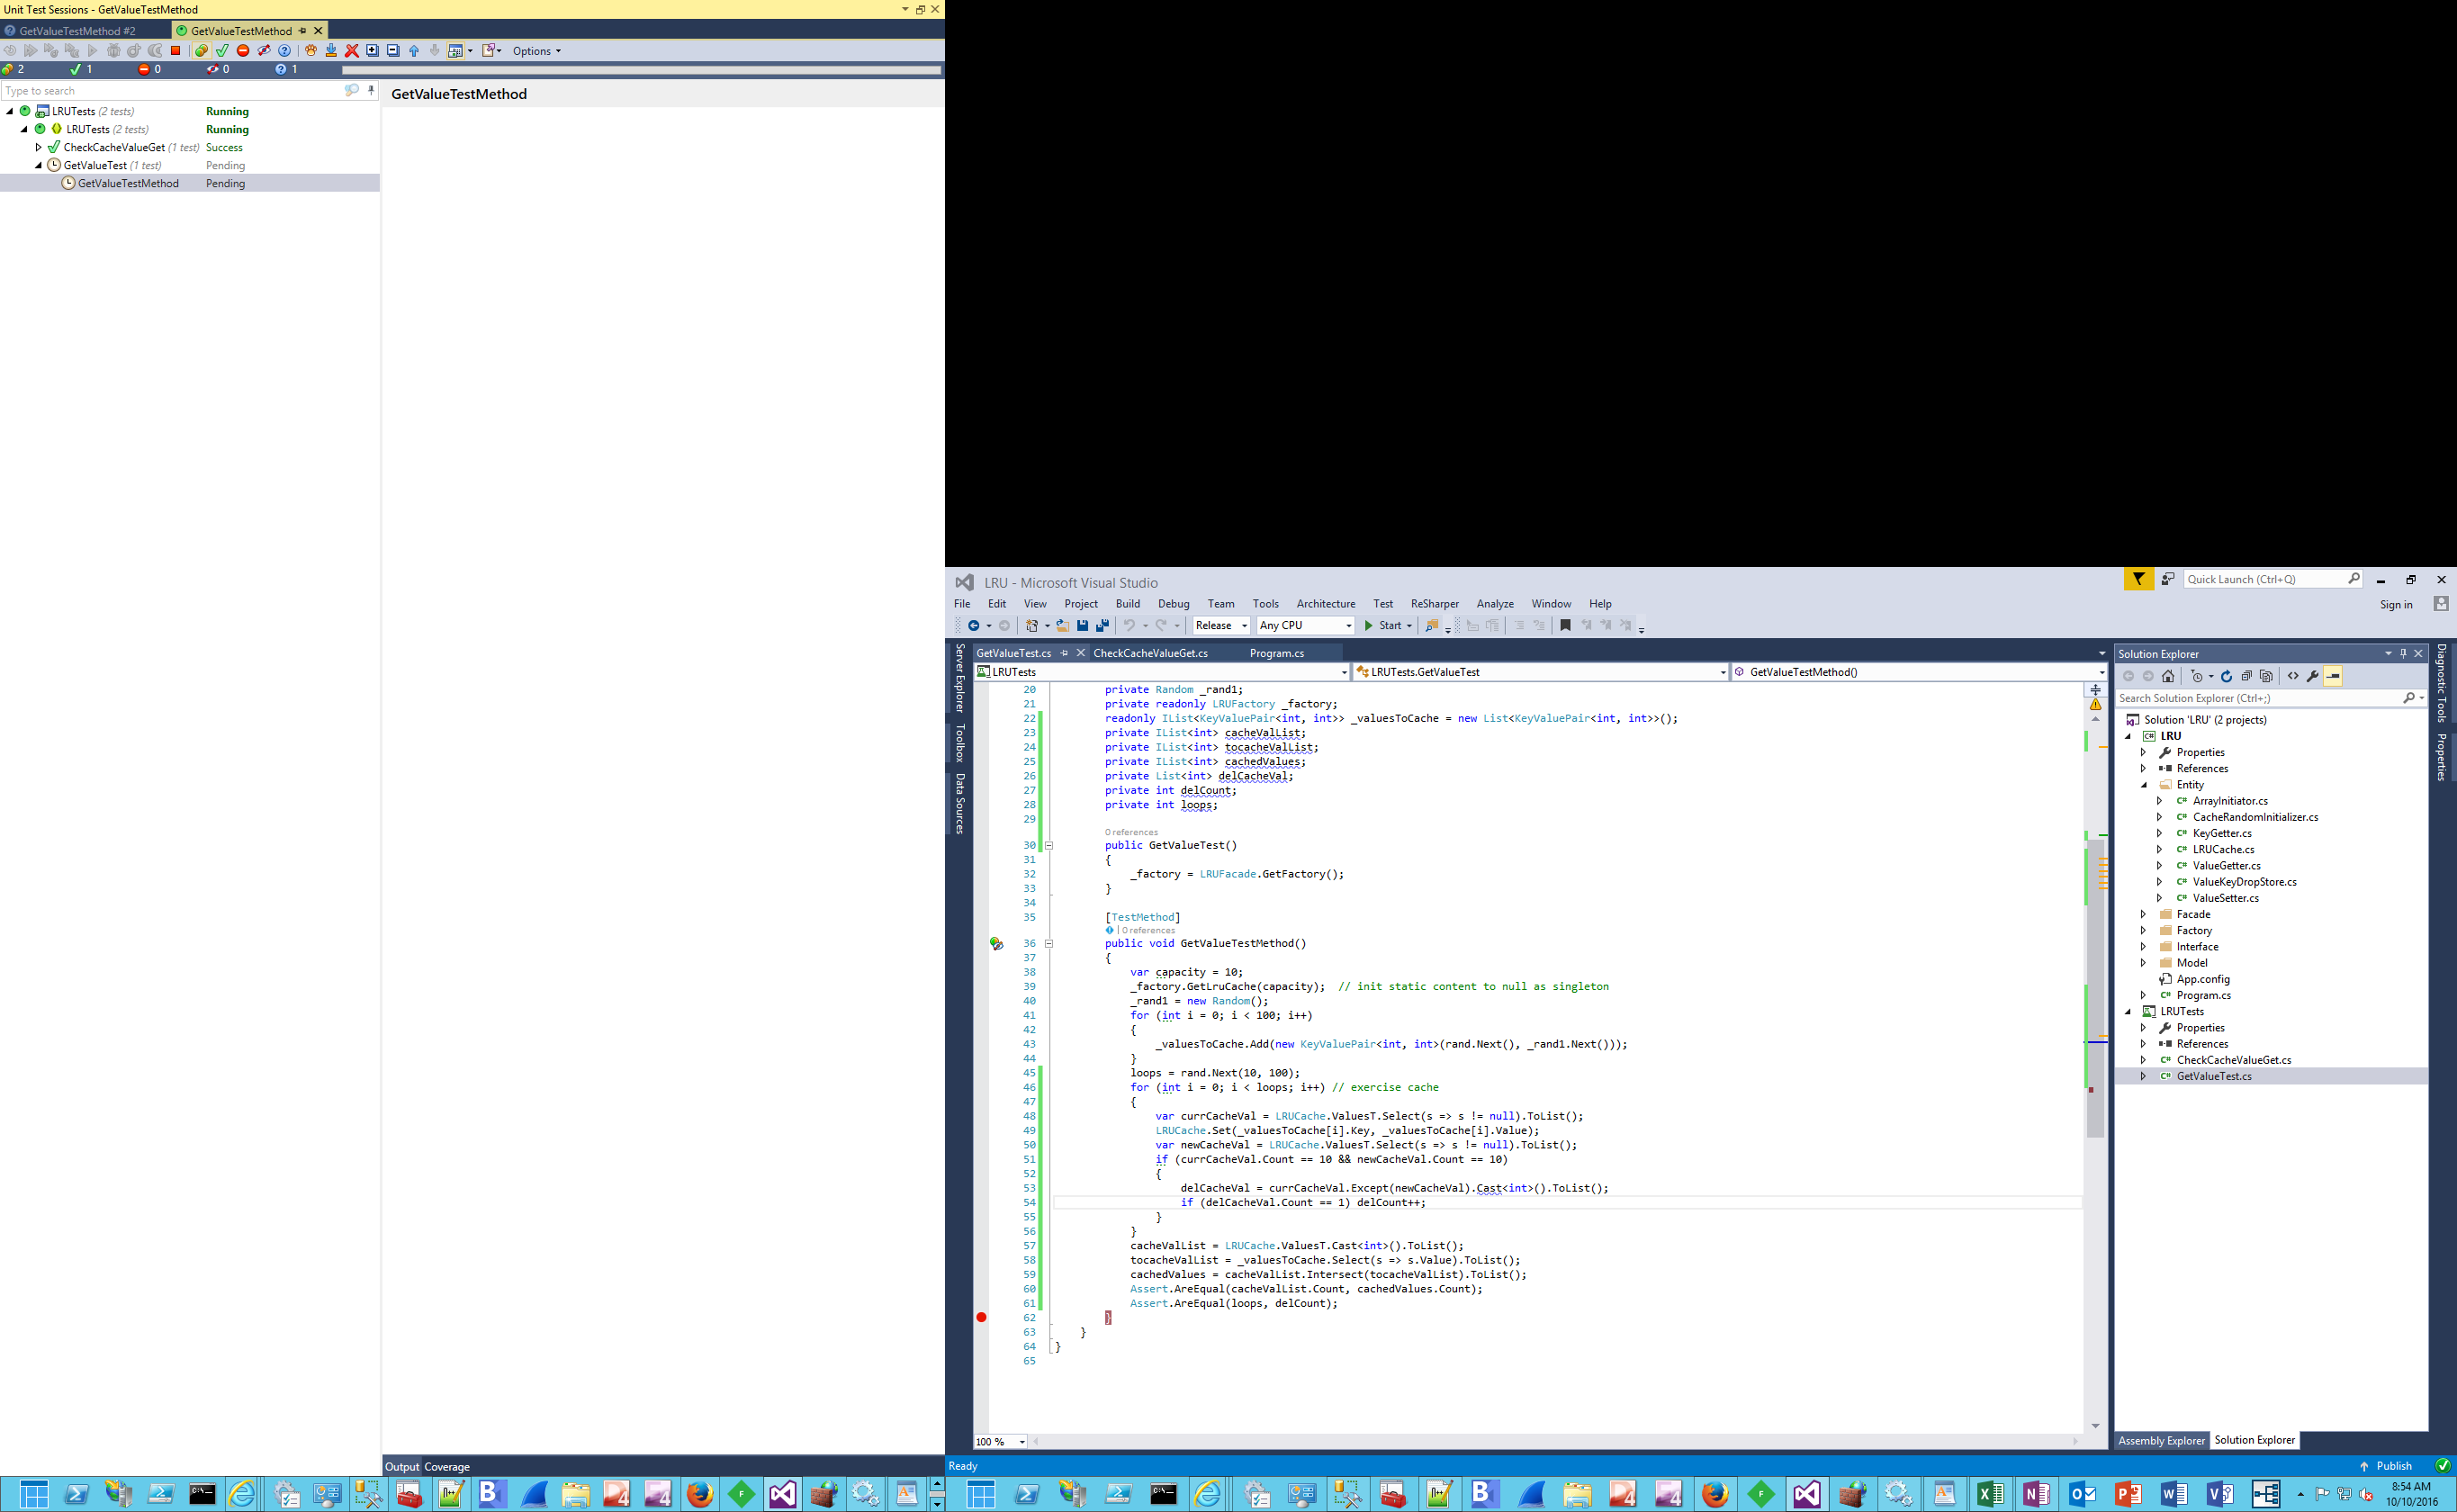 Unit Test Sessions - GetValueTestMethod
GetValueTestMethod #2
GetValueTestMethod
Options
2 1 0 0 1
Type to search
GetValueTestMethod
LRUTests (2 tests) Running
LRUTests (2 tests) Running
CheckCacheValueGet (1 test) Success
GetValueTest (1 test) Pending
GetValueTestMethod Pending
Output Coverage
LRU - Microsoft Visual Studio
Quick Launch (Ctrl+Q)
File Edit View Project Build Debug Team Tools Architecture Test ReSharper Analyze Window Help
Sign in
Release Any CPU Start
Server Explorer
Toolbox
Data Sources
GetValueTest.cs CheckCacheValueGet.cs Program.cs
LRUTests LRUTests.GetValueTest GetValueTestMethod()
20 private Random _rand1;
21 private readonly LRUFactory _factory;
22 readonly IList<KeyValuePair<int, int>> _valuesToCache = new List<KeyValuePair<int, int>>();
23 private IList<int> cacheValList;
24 private IList<int> tocacheValList;
25 private IList<int> cachedValues;
26 private List<int> delCacheVal;
27 private int delCount;
28 private int loops;
29
0 references
30 public GetValueTest()
31 {
32 _factory = LRUFacade.GetFactory();
33 }
34
35 [TestMethod]
| 0 references
36 public void GetValueTestMethod()
37 {
38 var capacity = 10;
39 _factory.GetLruCache(capacity); // init static content to null as singleton
40 _rand1 = new Random();
41 for (int i = 0; i < 100; i++)
42 {
43 _valuesToCache.Add(new KeyValuePair<int, int>(rand.Next(), _rand1.Next()));
44 }
45 loops = rand.Next(10, 100);
46 for (int i = 0; i < loops; i++) // exercise cache
47 {
48 var currCacheVal = LRUCache.ValuesT.Select(s => s != null).ToList();
49 LRUCache.Set(_valuesToCache[i].Key, _valuesToCache[i].Value);
50 var newCacheVal = LRUCache.ValuesT.Select(s => s != null).ToList();
51 if (currCacheVal.Count == 10 && newCacheVal.Count == 10)
52 {
53 delCacheVal = currCacheVal.Except(newCacheVal).Cast<int>().ToList();
54 if (delCacheVal.Count == 1) delCount++;
55 }
56 }
57 cacheValList = LRUCache.ValuesT.Cast<int>().ToList();
58 tocacheValList = _valuesToCache.Select(s => s.Value).ToList();
59 cachedValues = cacheValList.Intersect(tocacheValList).ToList();
60 Assert.AreEqual(cacheValList.Count, cachedValues.Count);
61 Assert.AreEqual(loops, delCount);
62 }
63 }
64 }
65
100 %
Ready
Solution Explorer
Search Solution Explorer (Ctrl+;)
Solution 'LRU' (2 projects)
LRU
Properties
References
Entity
ArrayInitiator.cs
CacheRandomInitializer.cs
KeyGetter.cs
LRUCache.cs
ValueGetter.cs
ValueKeyDropStore.cs
ValueSetter.cs
Facade
Factory
Interface
Model
App.config
Program.cs
LRUTests
Properties
References
CheckCacheValueGet.cs
GetValueTest.cs
Assembly Explorer Solution Explorer
Diagnostic Tools
Properties
Publish
8:54 AM
10/10/2016